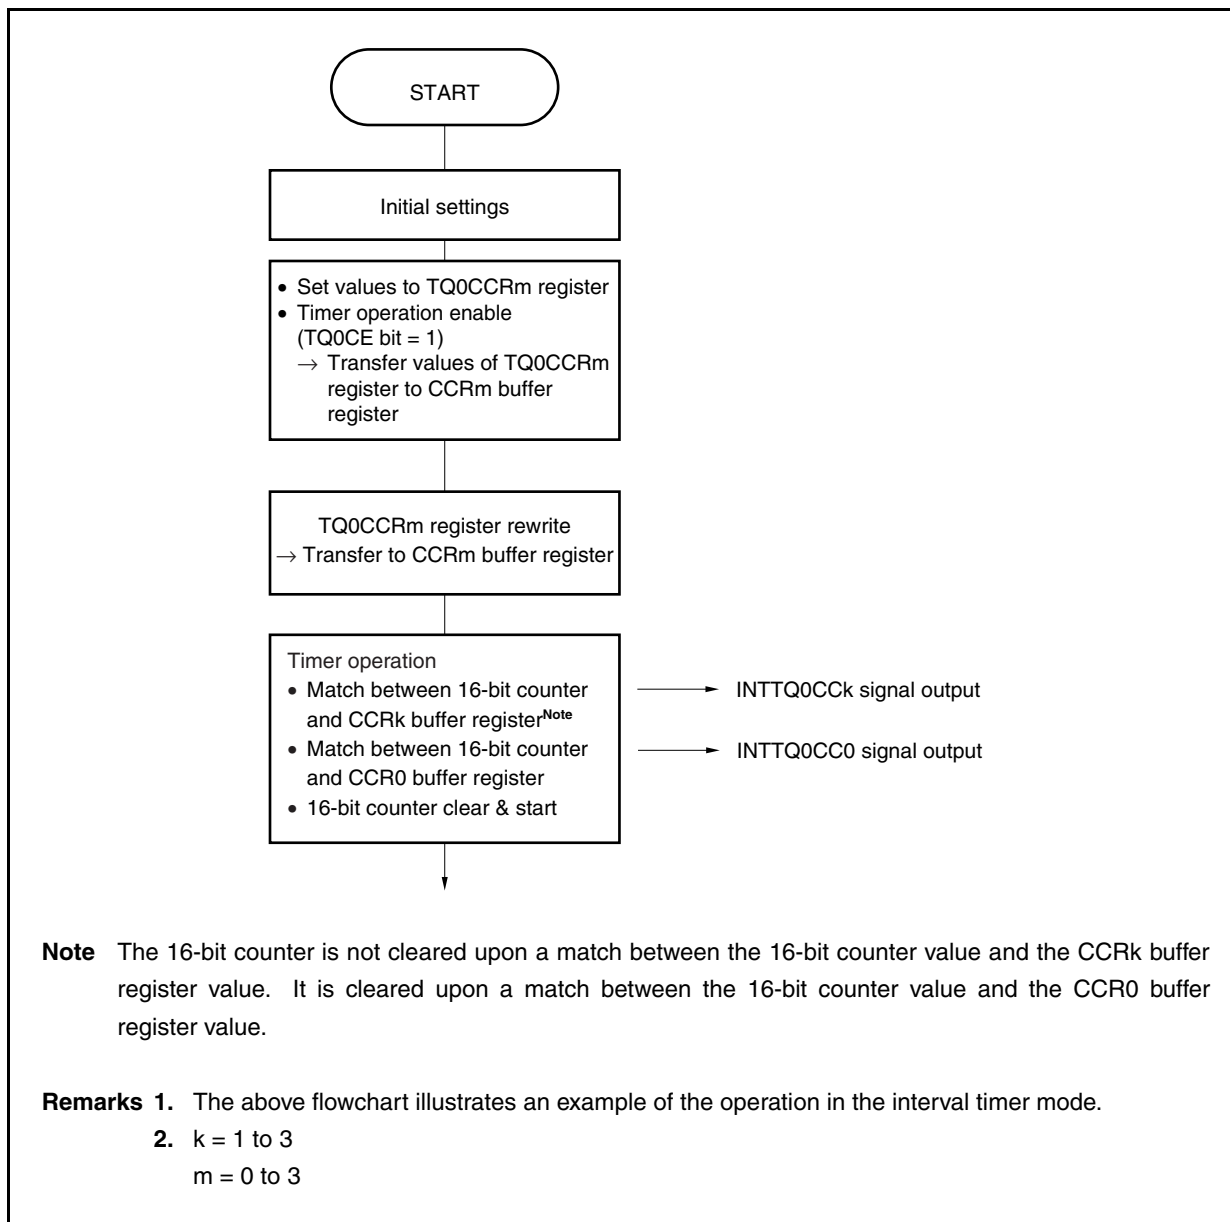 START
Initial settings
• Set values to TQ0CCRm register
• Timer operation enable
(TQ0CE bit = 1)
→ Transfer values of TQ0CCRm
register to CCRm buffer
register
TQ0CCRm register rewrite
→ Transfer to CCRm buffer register
Timer operation
• Match between 16-bit counter
and CCRk buffer registerNote
INTTQ0CCk signal output
• Match between 16-bit counter
and CCR0 buffer register
INTTQ0CC0 signal output
• 16-bit counter clear & start
Note The 16-bit counter is not cleared upon a match between the 16-bit counter value and the CCRk buffer
register value. It is cleared upon a match between the 16-bit counter value and the CCR0 buffer
register value.
Remarks 1. The above flowchart illustrates an example of the operation in the interval timer mode.
2. k = 1 to 3
m = 0 to 3